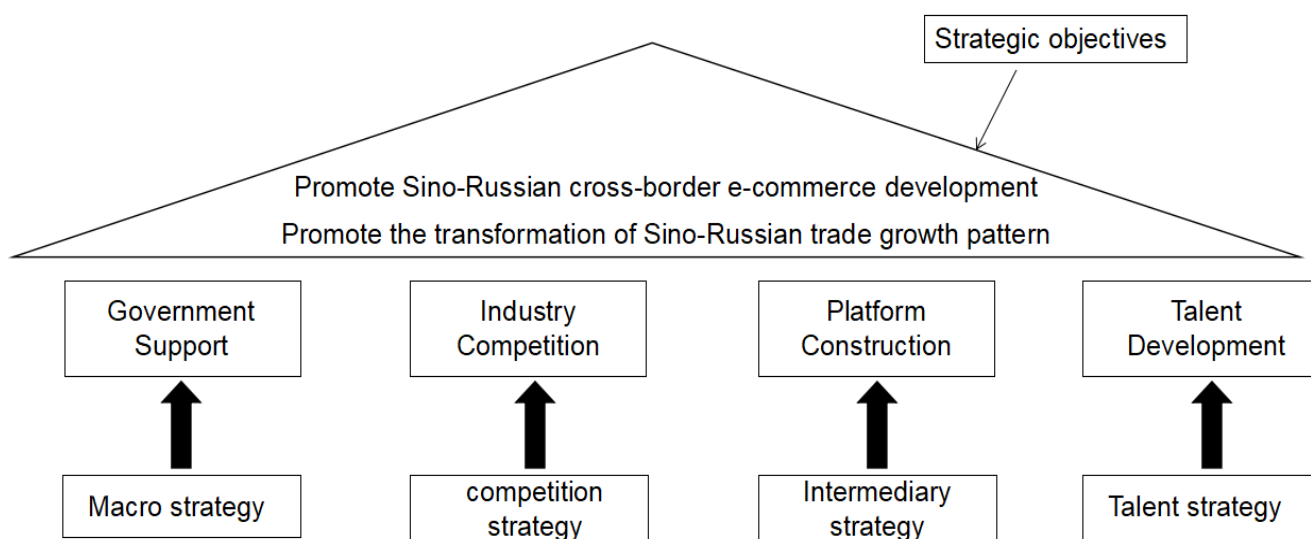 Strategic objectives
Promote Sino-Russian cross-border e-commerce development
Promote the transformation of Sino-Russian trade growth pattern
Government
Support
Industry
Competition
Platform
Construction
Talent
Development
Macro strategy
competition
strategy
Intermediary
strategy
Talent strategy